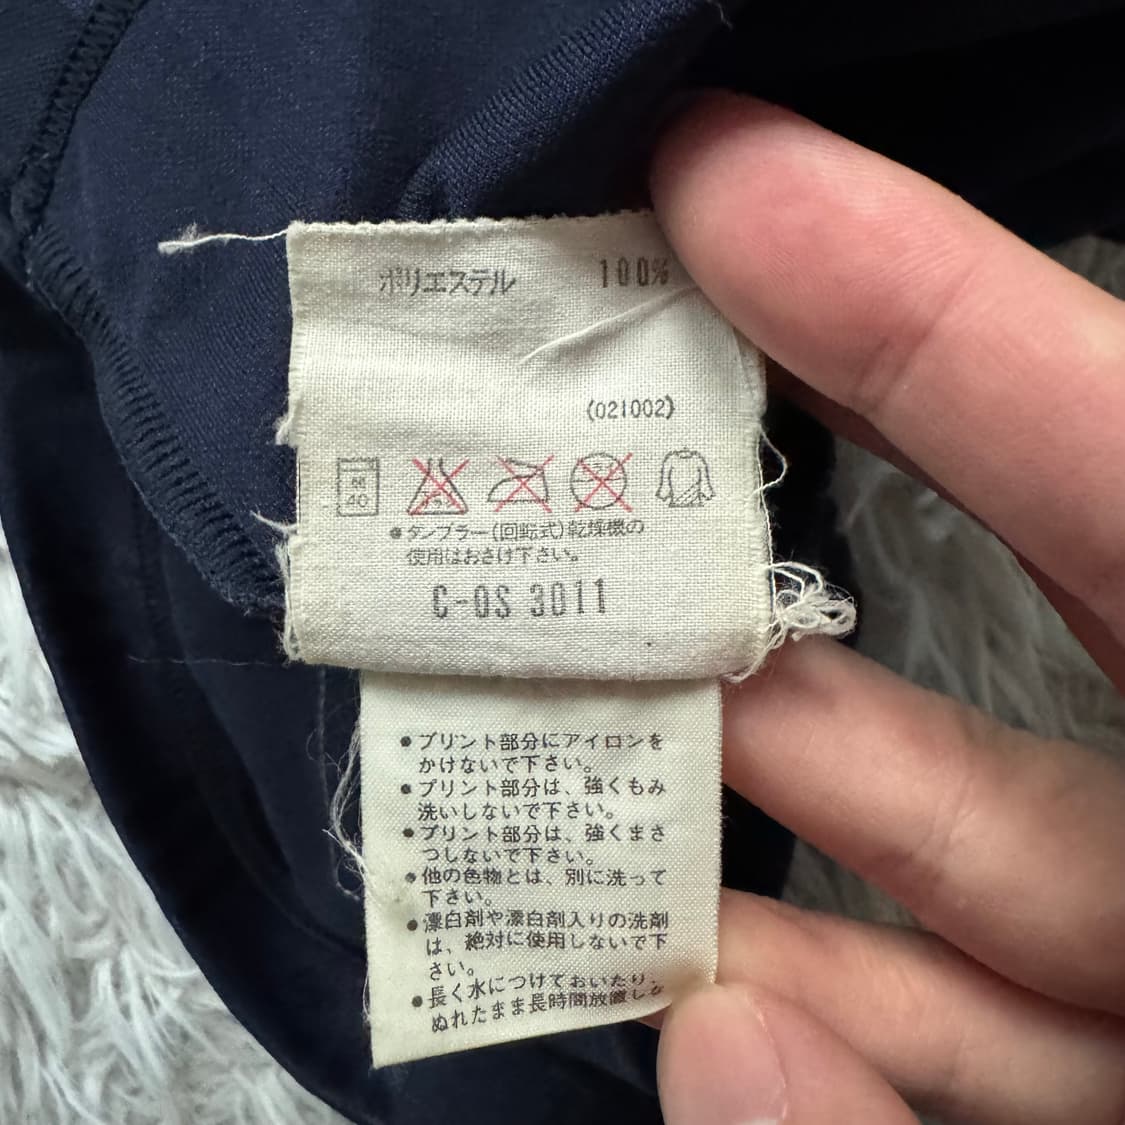 ポリエステル 100%
(021002)
M
40
●タンブラー(回転式)乾燥機の
使用はおさけ下さい。
C-OS 3011
●プリント部分にアイロンを
かけないで下さい。
●プリント部分は、強くもみ
洗いしないで下さい。
●プリント部分は、強くまさ
つしないで下さい。
●他の色物とは、別に洗って
下さい。
●漂白剤や漂白剤入りの洗剤
は、絶対に使用しないで下
さい。
●長く水につけておいたり、
ぬれたまま長時間放置しな